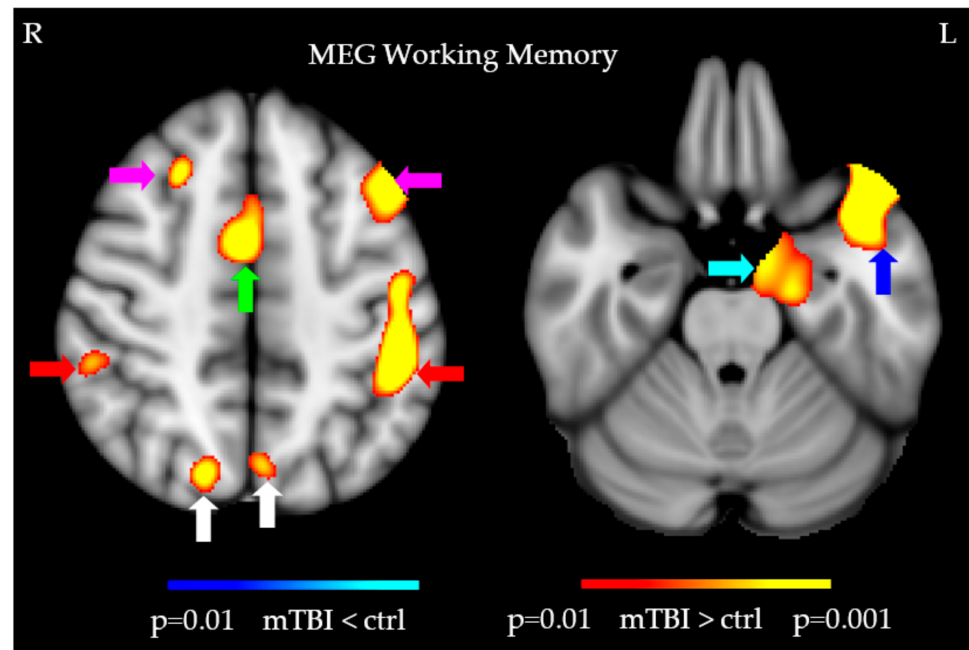 R
L
MEG Working Memory
p=0.01 mTBI < ctrl
p=0.01 mTBI > ctrl p=0.001